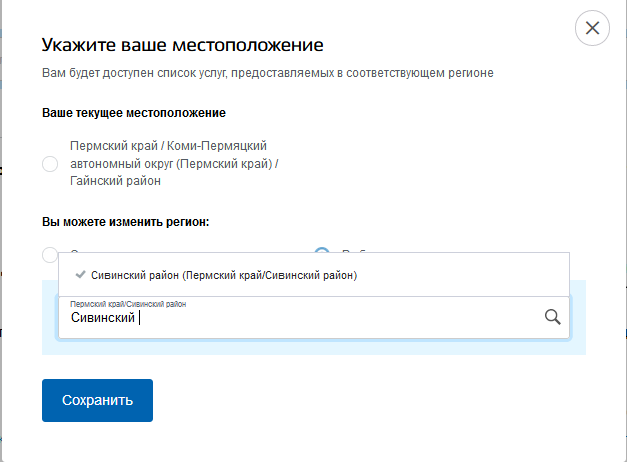 Укажите ваше местоположение
Вам будет доступен список услуг, предоставляемых в соответствующем регионе
Ваше текущее местоположение
Пермский край / Коми-Пермяцкий
автономный округ (Пермский край) /
Гайнский район
Вы можете изменить регион:
Сивинский район (Пермский край/Сивинский район)
Пермский край/Сивинский район
Сивинский
Сохранить